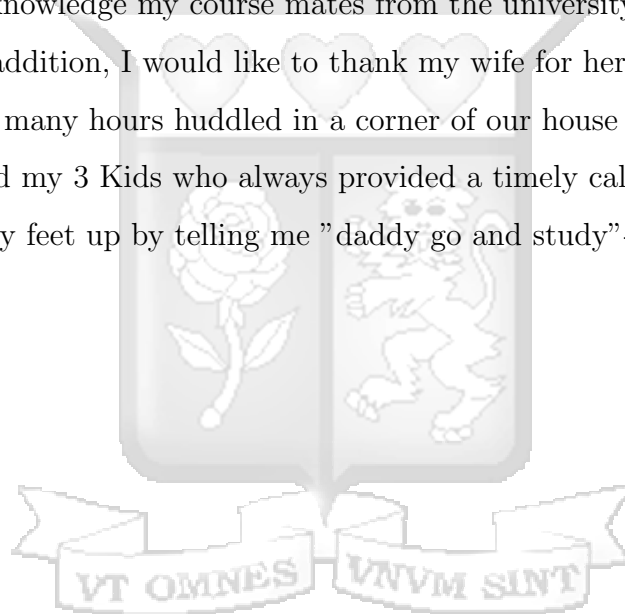 knowledge my course mates from the university
addition, I would like to thank my wife for her
many hours huddled in a corner of our house
my 3 Kids who always provided a timely
feet up by telling me "daddy go and study"
VT OMNES VNVM SINT